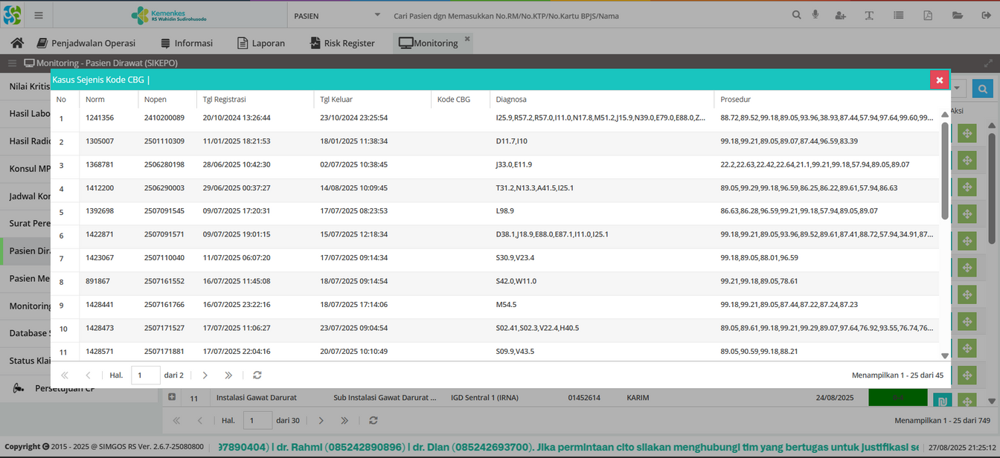 Kemenkes
RS Wahidin Sudirohusodo
PASIEN
Cari Pasien dgn Memasukkan No.RM/No.KTP/No.Kartu BPJS/Nama
Penjadwalan Operasi Informasi Laporan Risk Register Monitoring
Monitoring - Pasien Dirawat (SIKEPO)
Kasus Sejenis Kode CBG |
No Norm Nopen Tgl Registrasi Tgl Keluar Kode CBG Diagnosa Prosedur
1 1241356 2410200089 20/10/2024 13:26:44 23/10/2024 23:25:54 I25.9,R57.2,R57.0,I11.0,N17.8,M51.2,J15.9,N39.0,E79.0,E88.0,Z... 88.72,89.52,99.18,89.05,93.96,38.93,87.44,57.94,97.64,99.60,99...
2 1305007 2501110309 11/01/2025 18:21:53 18/01/2025 11:38:34 D11.7,I10 99.18,99.21,89.05,89.07,87.44,96.59,83.39
3 1368781 2506280198 28/06/2025 10:42:30 02/07/2025 10:38:45 J33.0,E11.9 22.2,22.63,22.42,22.64,21.1,99.21,99.18,57.94,89.05,89.07
4 1412200 2506290003 29/06/2025 00:37:27 14/08/2025 10:09:45 T31.2,N13.3,A41.5,I25.1 89.05,99.29,99.18,96.59,86.25,86.22,89.61,57.94,86.63
5 1392698 2507091545 09/07/2025 17:20:31 17/07/2025 08:23:53 L98.9 86.63,86.28,96.59,99.21,99.18,57.94,89.05,89.07
6 1422871 2507091571 09/07/2025 19:01:15 15/07/2025 12:18:34 D38.1,J18.9,E88.0,E87.1,I11.0,I25.1 99.18,99.21,89.05,93.96,89.52,89.61,87.41,88.72,57.94,34.91,87...
7 1423067 2507110040 11/07/2025 06:07:20 17/07/2025 09:14:34 S30.9,V23.4 99.18,89.05,88.01,96.59
8 891867 2507161552 16/07/2025 11:45:08 18/07/2025 09:14:54 S42.0,W11.0 99.21,99.18,89.05,78.61
9 1428441 2507161766 16/07/2025 23:22:16 18/07/2025 17:14:06 M54.5 99.18,99.21,89.05,87.44,87.22,87.24,87.23
10 1428473 2507171527 17/07/2025 11:06:27 23/07/2025 09:04:54 S02.41,S02.3,V22.4,H40.5 89.05,89.61,99.18,99.21,99.29,89.07,97.64,76.92,93.55,76.74,76...
11 1428571 2507171881 17/07/2025 22:04:16 20/07/2025 10:10:49 S09.9,V43.5 89.05,90.59,99.18,88.21
Hal. 1 dari 2 Menampilkan 1 - 25 dari 45
Nilai Kritis
Hasil Labo
Hasil Radio
Konsul MP
Jadwal Kon
Surat Pere
Pasien Dir
Pasien Me
Monitoring
Database S
Status Klai
Persetujuan CP
Aksi
11 Instalasi Gawat Darurat Sub Instalasi Gawat Darurat ... IGD Sentral 1 (IRNA) 01452614 KARIM 24/08/2025
Hal. 1 dari 30 Menampilkan 1 - 25 dari 749
Copyright © 2015 - 2025 @ SIMGOS RS Ver. 2.6.7-25080800 97890404) | dr. Rahmi (085242890896) | dr. Dian (085242693700). Jika permintaan cito silakan menghubungi tim yang bertugas untuk justifikasi se 27/08/2025 21:25:12